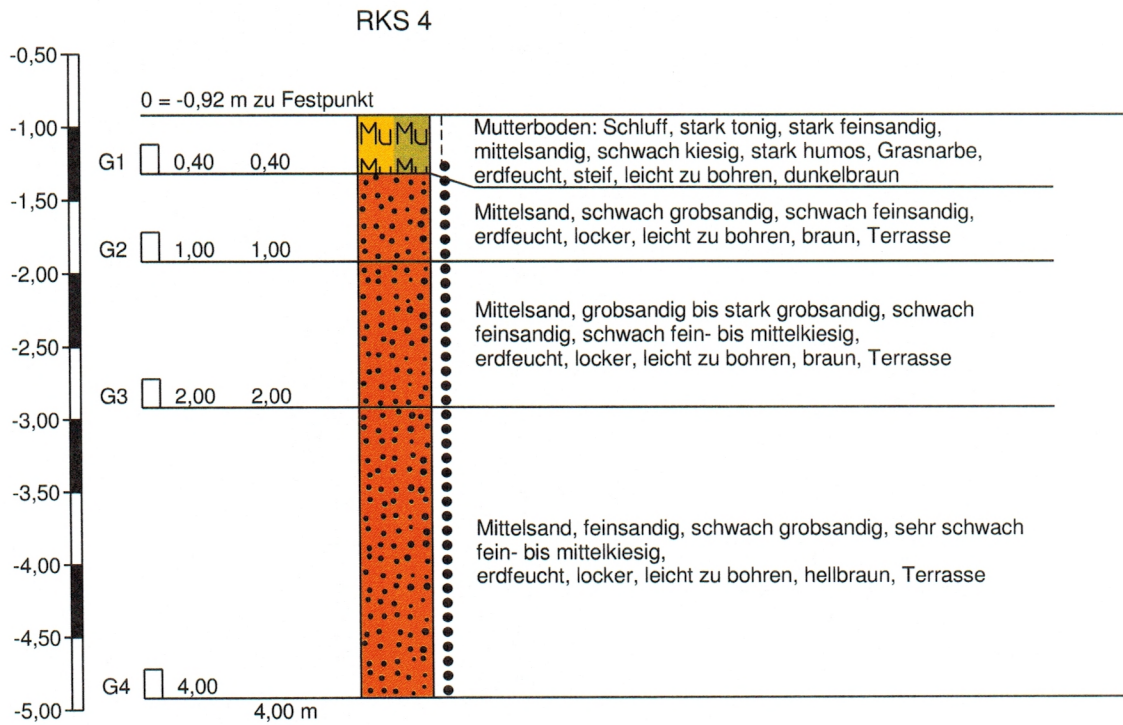 RKS 4
-0,50
0 = -0,92 m zu Festpunkt
-1,00
Mu Mu
Mu Mu
Mutterboden: Schluff, stark tonig, stark feinsandig,
mittelsandig, schwach kiesig, stark humos, Grasnarbe,
erdfeucht, steif, leicht zu bohren, dunkelbraun
G1 0,40 0,40
-1,50
Mittelsand, schwach grobsandig, schwach feinsandig,
erdfeucht, locker, leicht zu bohren, braun, Terrasse
G2 1,00 1,00
-2,00
Mittelsand, grobsandig bis stark grobsandig, schwach
feinsandig, schwach fein- bis mittelkiesig,
erdfeucht, locker, leicht zu bohren, braun, Terrasse
-2,50
G3 2,00 2,00
-3,00
-3,50
Mittelsand, feinsandig, schwach grobsandig, sehr schwach
fein- bis mittelkiesig,
erdfeucht, locker, leicht zu bohren, hellbraun, Terrasse
-4,00
-4,50
G4 4,00
-5,00
4,00 m